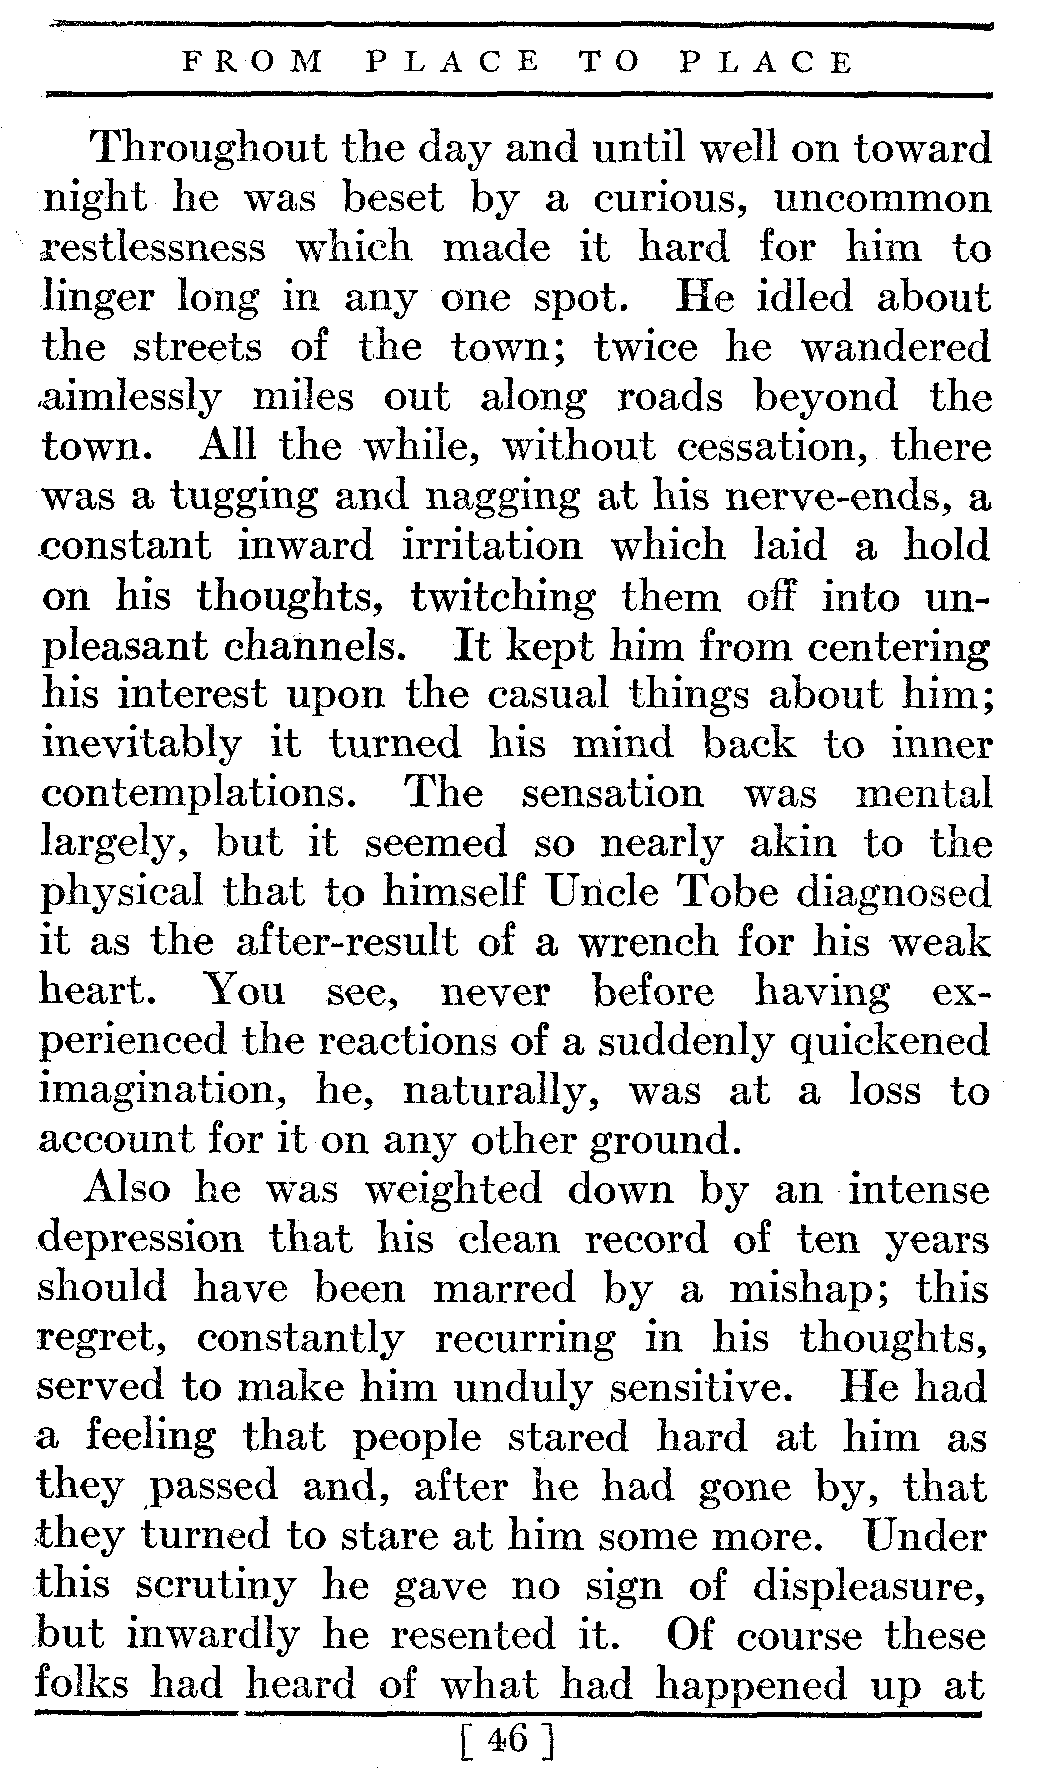 FROM PLACE TO PLACE
Throughout the day and until well on toward
night he was beset by a curious, uncommon
restlessness which made it hard for him to
linger long in any one spot. He idled about
the streets of the town; twice he wandered
aimlessly miles out along roads beyond the
town. All the while, without cessation, there
was a tugging and nagging at his nerve-ends, a
constant inward irritation which laid a hold
on his thoughts, twitching them off into un-
pleasant channels. It kept him from centering
his interest upon the casual things about him;
inevitably it turned his mind back to inner
contemplations. The sensation was mental
largely, but it seemed so nearly akin to the
physical that to himself Uncle Tobe diagnosed
it as the after-result of a wrench for his weak
heart. You see, never before having ex-
perienced the reactions of a suddenly quickened
imagination, he, naturally, was at a loss to
account for it on any other ground.
Also he was weighted down by an intense
depression that his clean record of ten years
should have been marred by a mishap; this
regret, constantly recurring in his thoughts,
served to make him unduly sensitive. He had
a feeling that people stared hard at him as
they passed and, after he had gone by, that
they turned to stare at him some more. Under
this scrutiny he gave no sign of displeasure,
but inwardly he resented it. Of course these
folks had heard of what had happened up at
[ 46 ]